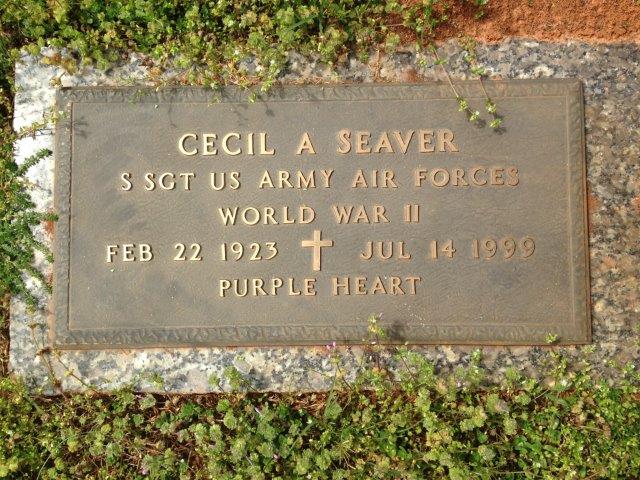 CECIL A SEAVER
S SGT US ARMY AIR FORCES
WORLD WAR II
FEB 22 1923 JUL 14 1999
PURPLE HEART